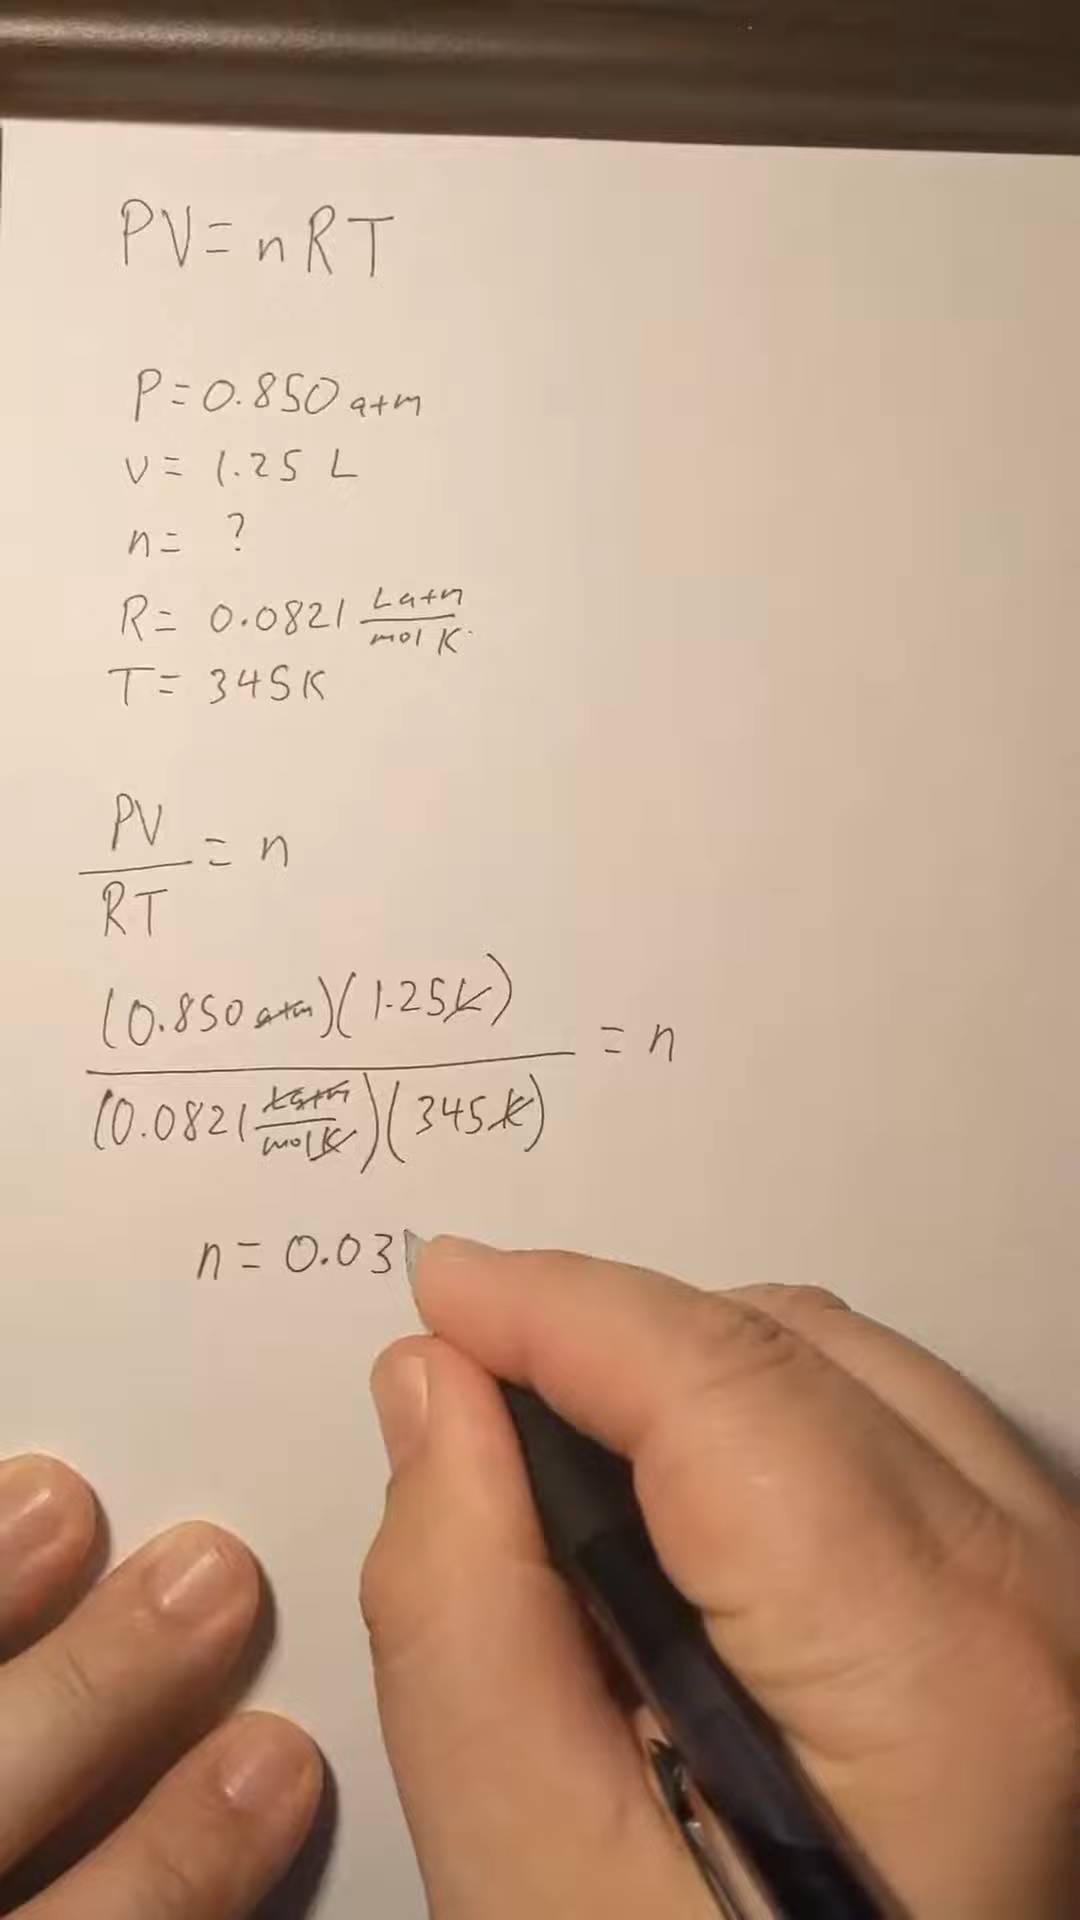 PV = nRT
P = 0.850 atm
V = 1.25 L
n = ?
R = 0.0821 L atm / mol K
T = 345K
PV / RT = n
(0.850 atm)(1.25 L) / (0.0821 L atm / mol K)(345 K) = n
n = 0.03